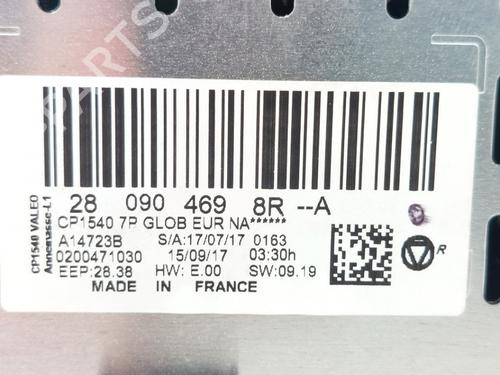 CP1540 VALEO
Annemasse-L1
28 090 469 8R --A
CP1540 7P GLOB EUR NA******
A14723B S/A:17/07/17 0163
0200471030 15/09/17 03:30h
EEP:28.38 HW: E.00 SW:09.19
MADE IN FRANCE
R